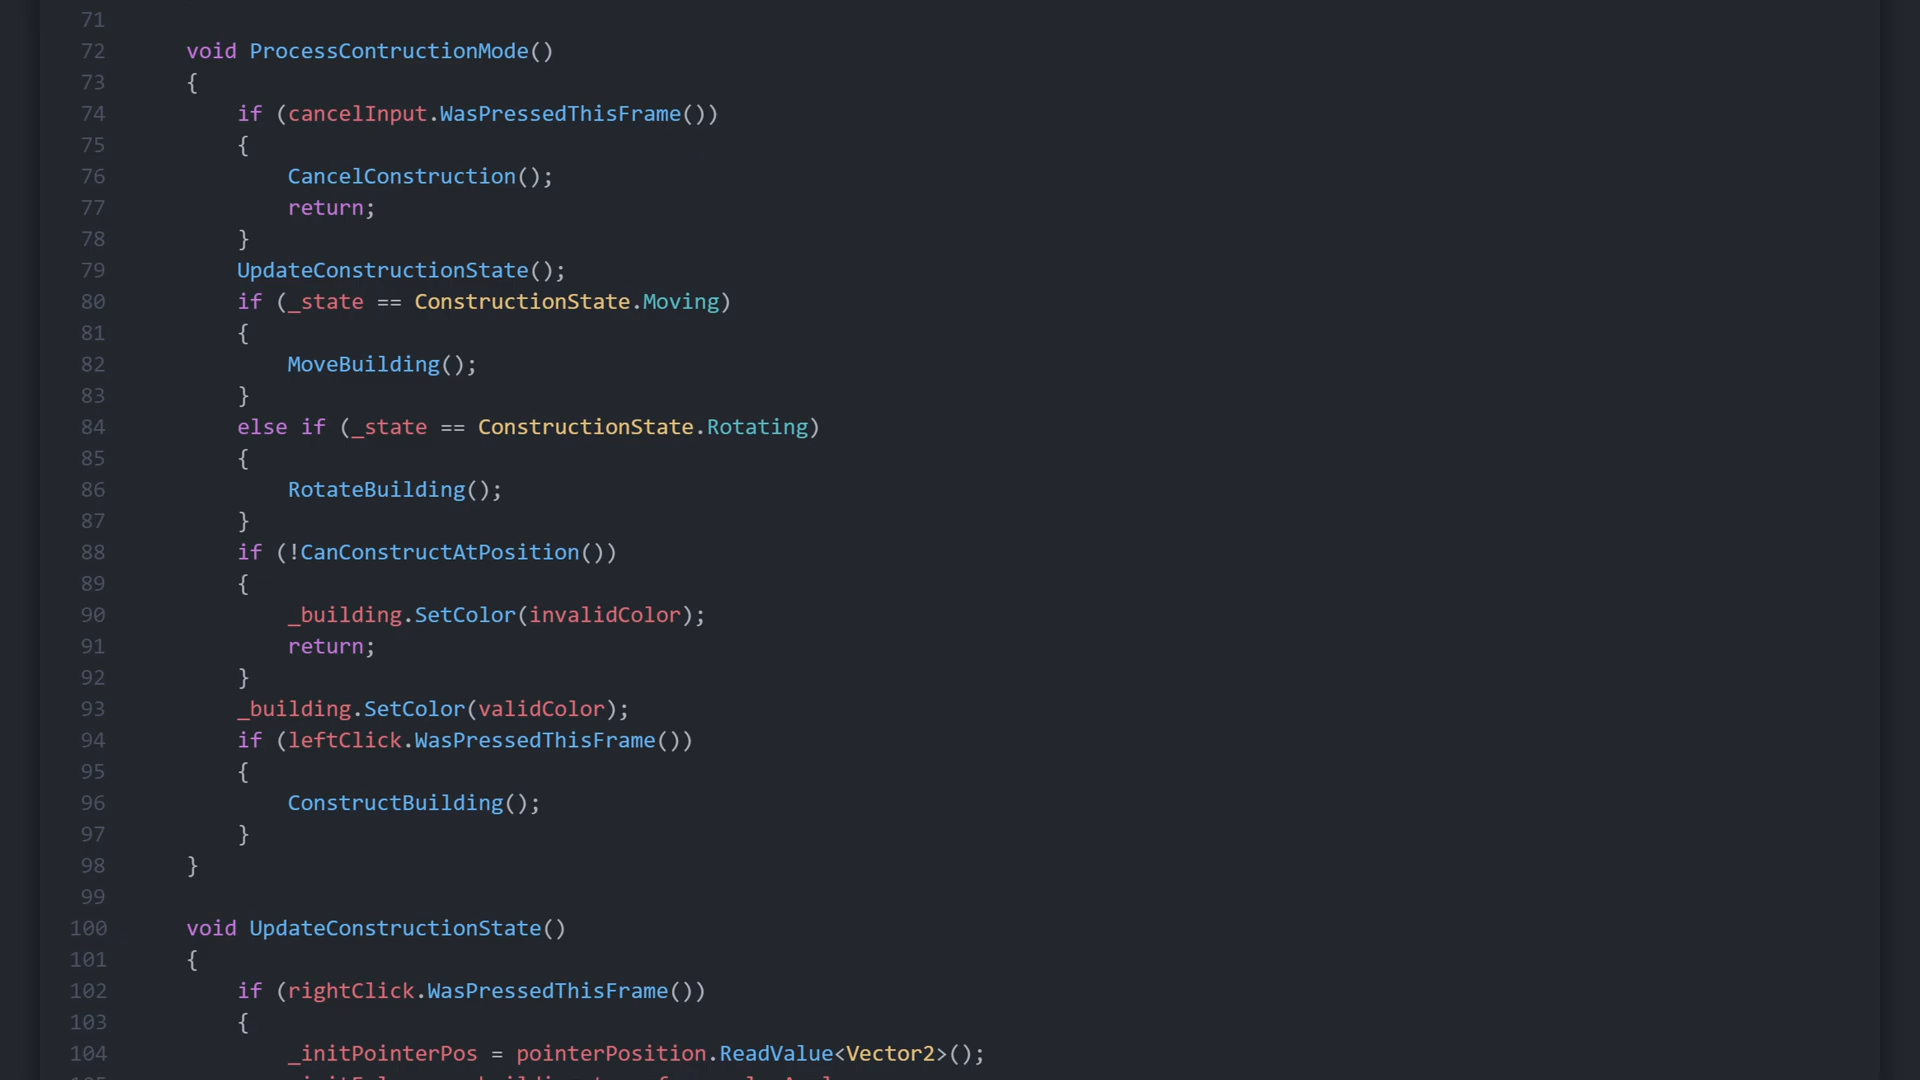 71
72 void ProcessContructionMode()
73 {
74 if (cancelInput.WasPressedThisFrame())
75 {
76 CancelConstruction();
77 return;
78 }
79 UpdateConstructionState();
80 if (_state == ConstructionState.Moving)
81 {
82 MoveBuilding();
83 }
84 else if (_state == ConstructionState.Rotating)
85 {
86 RotateBuilding();
87 }
88 if (!CanConstructAtPosition())
89 {
90 _building.SetColor(invalidColor);
91 return;
92 }
93 _building.SetColor(validColor);
94 if (leftClick.WasPressedThisFrame())
95 {
96 ConstructBuilding();
97 }
98 }
99
100 void UpdateConstructionState()
101 {
102 if (rightClick.WasPressedThisFrame())
103 {
104 _initPointerPos = pointerPosition.ReadValue<Vector2>();